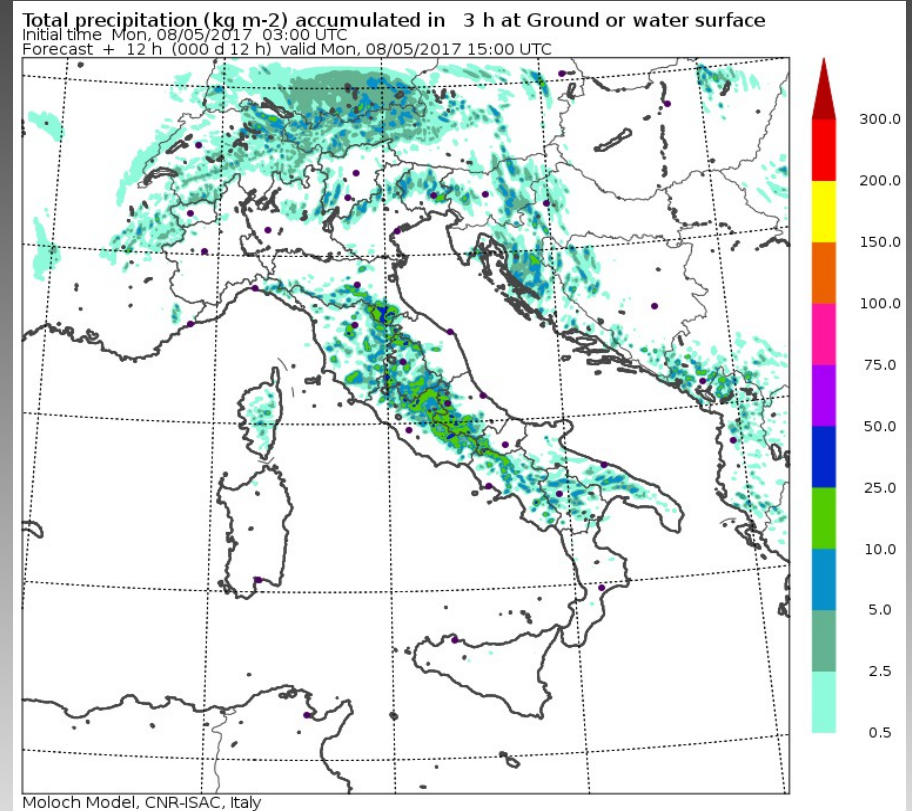 Total precipitation (kg m-2) accumulated in 3 h at Ground or water surface
Initial time Mon, 08/05/2017 03:00 UTC
Forecast + 12 h (000 d 12 h) valid Mon, 08/05/2017 15:00 UTC
300.0
200.0
150.0
100.0
75.0
50.0
25.0
10.0
5.0
2.5
0.5
Moloch Model, CNR-ISAC, Italy